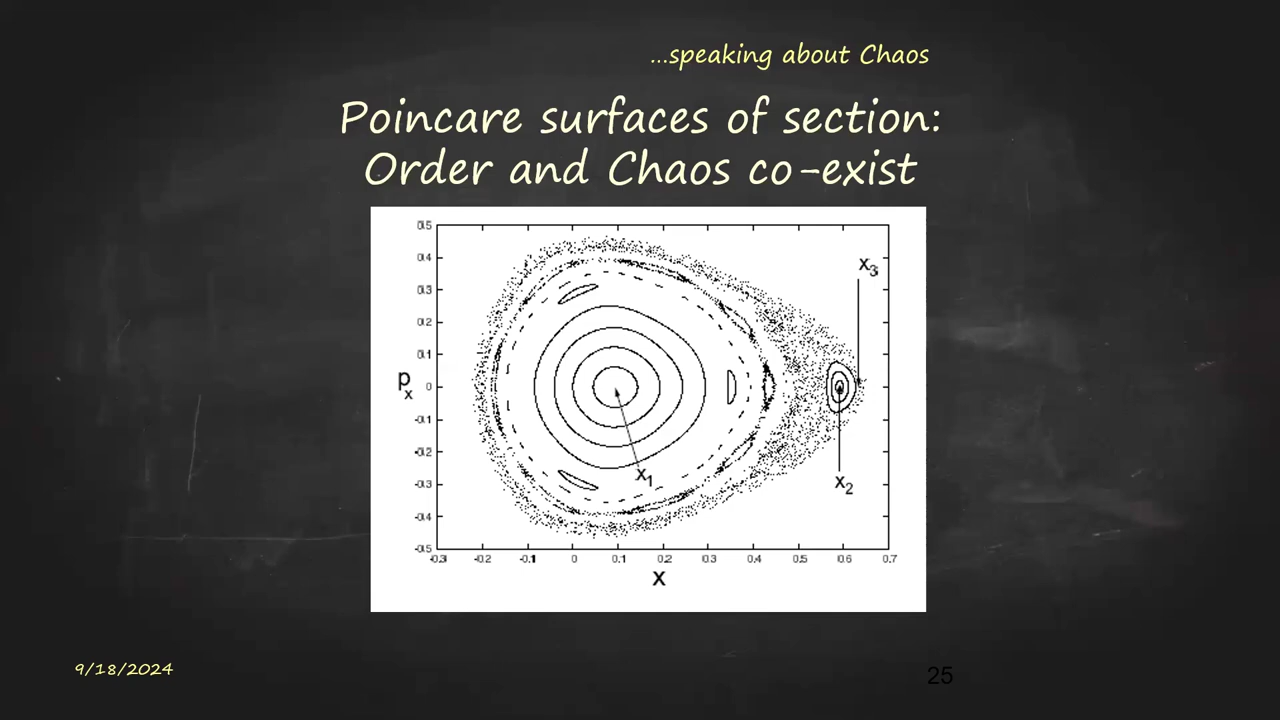 ...speaking about Chaos
Poincare surfaces of section:
Order and Chaos co-exist
0.5
0.4
0.3
0.2
0.1
0
-0.1
-0.2
-0.3
-0.4
-0.5
px
-0.3 -0.2 -0.1 0 0.1 0.2 0.3 0.4 0.5 0.6 0.7
x
x1
x2
x3
9/18/2024
25